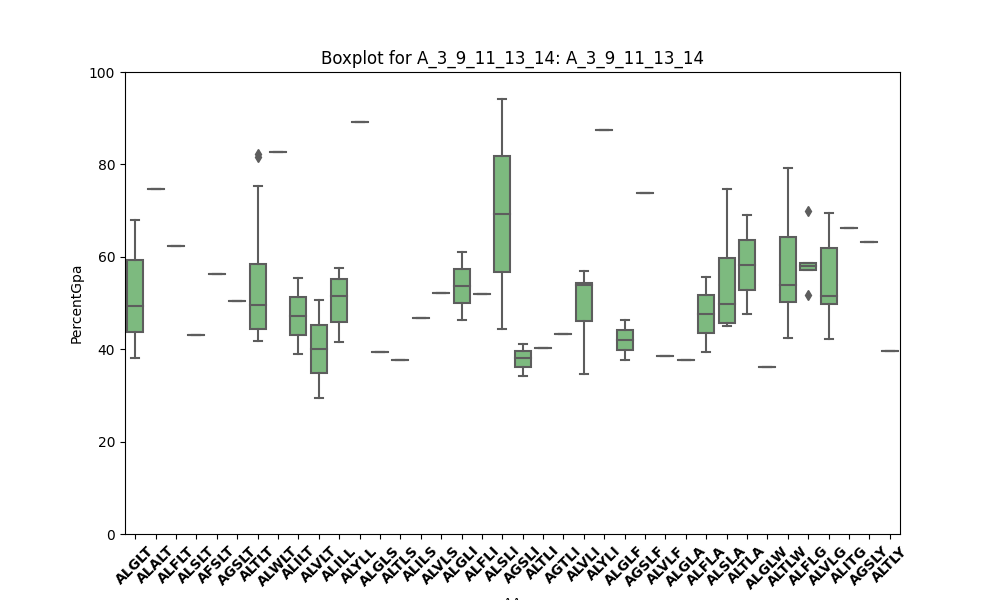 Boxplot for A_3_9_11_13_14: A_3_9_11_13_14
PercentGpa
100
80
60
40
20
0
ALGLT
ALALT
ALFLT
ALSLT
AFSLT
AGSLT
ALTLT
ALWLT
ALILT
ALVLT
ALILL
ALYLL
ALGLS
ALTLS
ALILS
ALVLS
ALGLI
ALFLI
ALSLI
AGSLI
ALTLI
AGTLI
ALVLI
ALYLI
ALGLF
AGSLF
ALVLF
ALGLA
ALFLA
ALSLA
ALTLA
ALGLW
ALTLW
ALFLG
ALVLG
ALITG
AGSLY
ALTLY